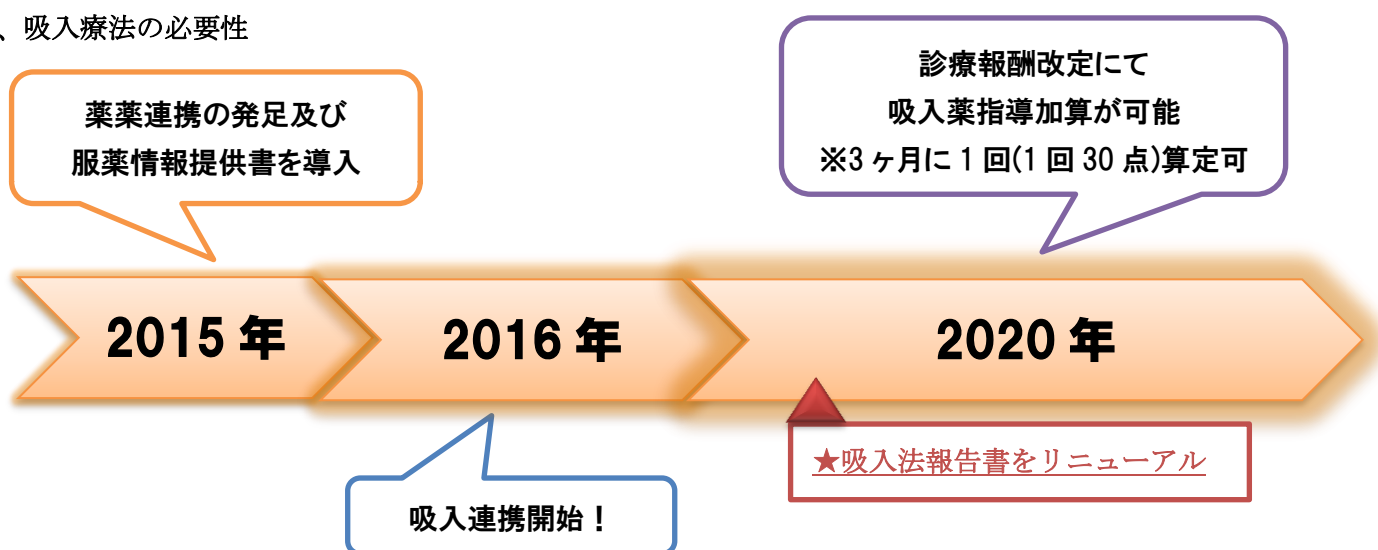 、吸入療法の必要性
薬薬連携の発足及び
服薬情報提供書を導入
診療報酬改定にて
吸入薬指導加算が可能
※3ヶ月に1回(1回30点)算定可
2015年
2016年
2020年
★吸入法報告書をリニューアル
吸入連携開始！